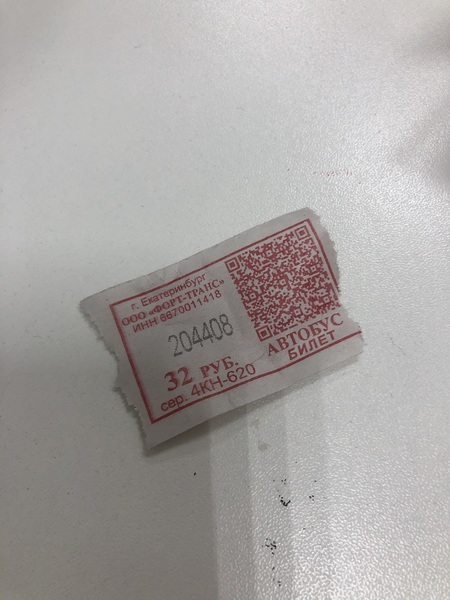 г. Екатеринбург
ООО «ФОРТ-ТРАНС»
ИНН 6670011418
204408
32 РУБ.
сер. 4КН-620
АВТОБУС
БИЛЕТ